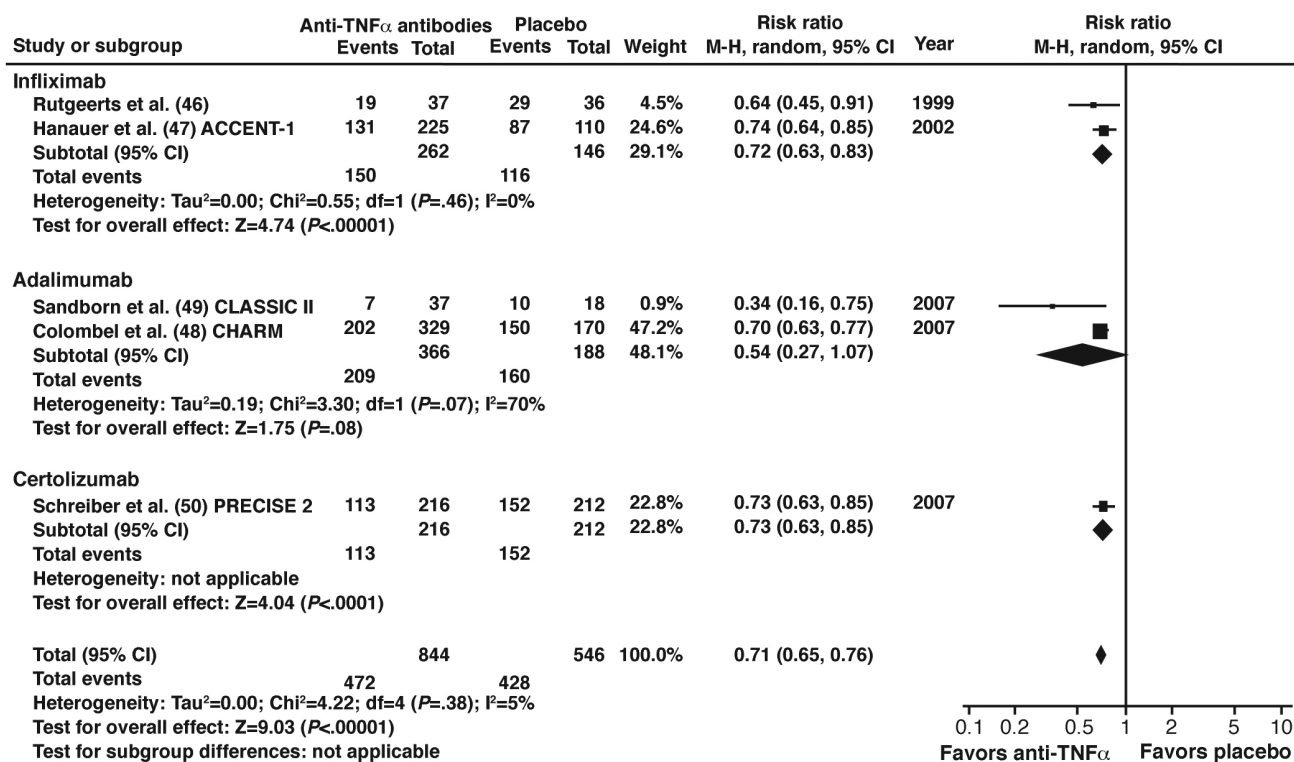 Anti-TNFα antibodies Placebo Risk ratio Risk ratio
Study or subgroup Events Total Events Total Weight M-H, random, 95% CI Year M-H, random, 95% CI
Infliximab
Rutgeerts et al. (46) 19 37 29 36 4.5% 0.64 (0.45, 0.91) 1999
Hanauer et al. (47) ACCENT-1 131 225 87 110 24.6% 0.74 (0.64, 0.85) 2002
Subtotal (95% CI) 262 146 29.1% 0.72 (0.63, 0.83)
Total events 150 116
Heterogeneity: Tau²=0.00; Chi²=0.55; df=1 (P=.46); I²=0%
Test for overall effect: Z=4.74 (P<.00001)
Adalimumab
Sandborn et al. (49) CLASSIC II 7 37 10 18 0.9% 0.34 (0.16, 0.75) 2007
Colombel et al. (48) CHARM 202 329 150 170 47.2% 0.70 (0.63, 0.77) 2007
Subtotal (95% CI) 366 188 48.1% 0.54 (0.27, 1.07)
Total events 209 160
Heterogeneity: Tau²=0.19; Chi²=3.30; df=1 (P=.07); I²=70%
Test for overall effect: Z=1.75 (P=.08)
Certolizumab
Schreiber et al. (50) PRECISE 2 113 216 152 212 22.8% 0.73 (0.63, 0.85) 2007
Subtotal (95% CI) 216 212 22.8% 0.73 (0.63, 0.85)
Total events 113 152
Heterogeneity: not applicable
Test for overall effect: Z=4.04 (P<.0001)
Total (95% CI) 844 546 100.0% 0.71 (0.65, 0.76)
Total events 472 428
Heterogeneity: Tau²=0.00; Chi²=4.22; df=4 (P=.38); I²=5%
Test for overall effect: Z=9.03 (P<.00001)
Test for subgroup differences: not applicable
0.1 0.2 0.5 1 2 5 10
Favors anti-TNFα Favors placebo